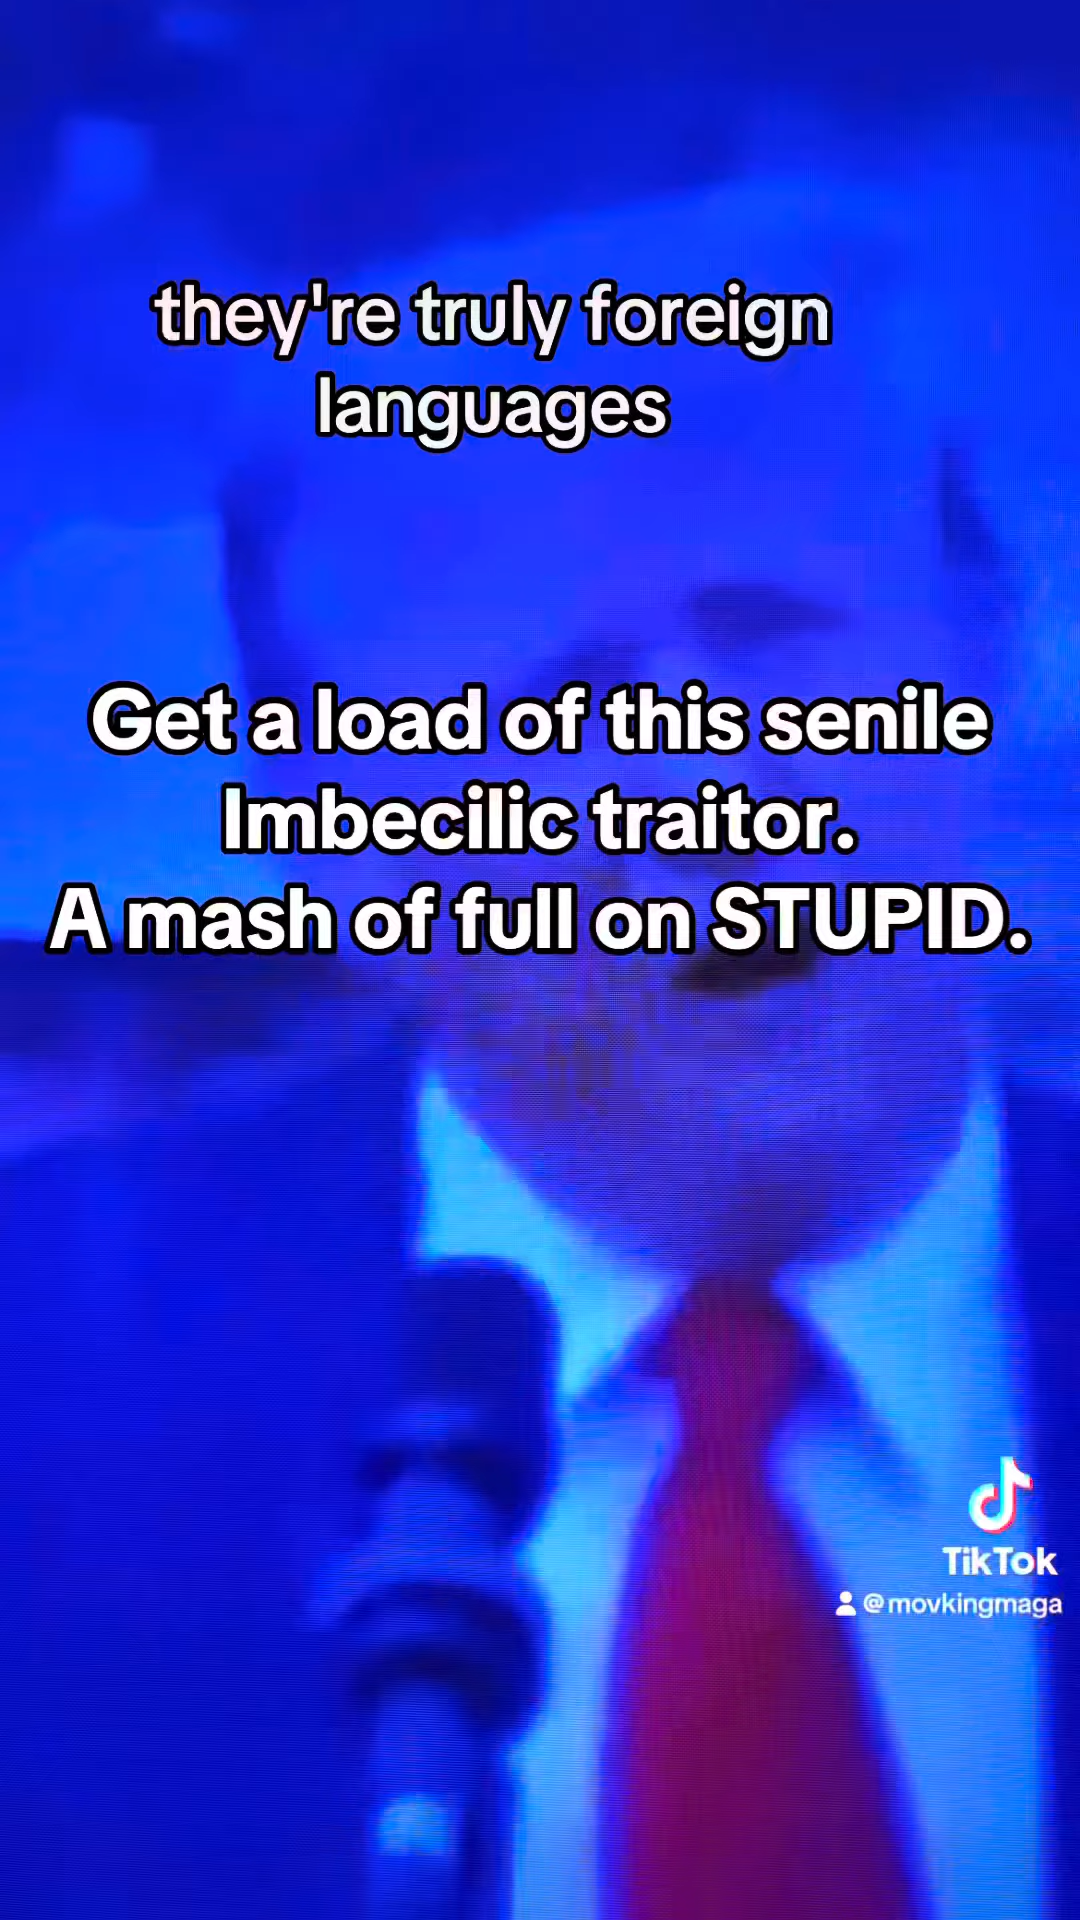 they're truly foreign
languages
Get a load of this senile
Imbecilic traitor.
A mash of full on STUPID.
TikTok
@movkingmaga